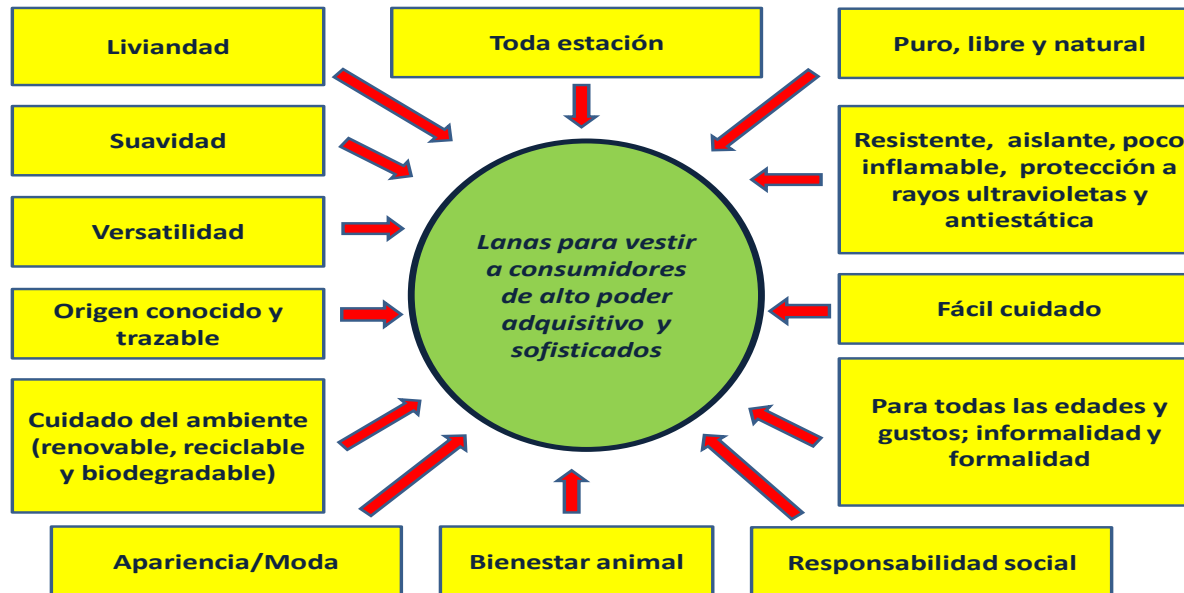 Liviandad
Toda estación
Puro, libre y natural
Suavidad
Resistente, aislante, poco
inflamable, protección a
rayos ultravioletas y
antiestática
Versatilidad
Lanas para vestir
a consumidores
de alto poder
adquisitivo y
sofisticados
Origen conocido y
trazable
Fácil cuidado
Cuidado del ambiente
(renovable, reciclable
y biodegradable)
Para todas las edades y
gustos; informalidad y
formalidad
Apariencia/Moda
Bienestar animal
Responsabilidad social